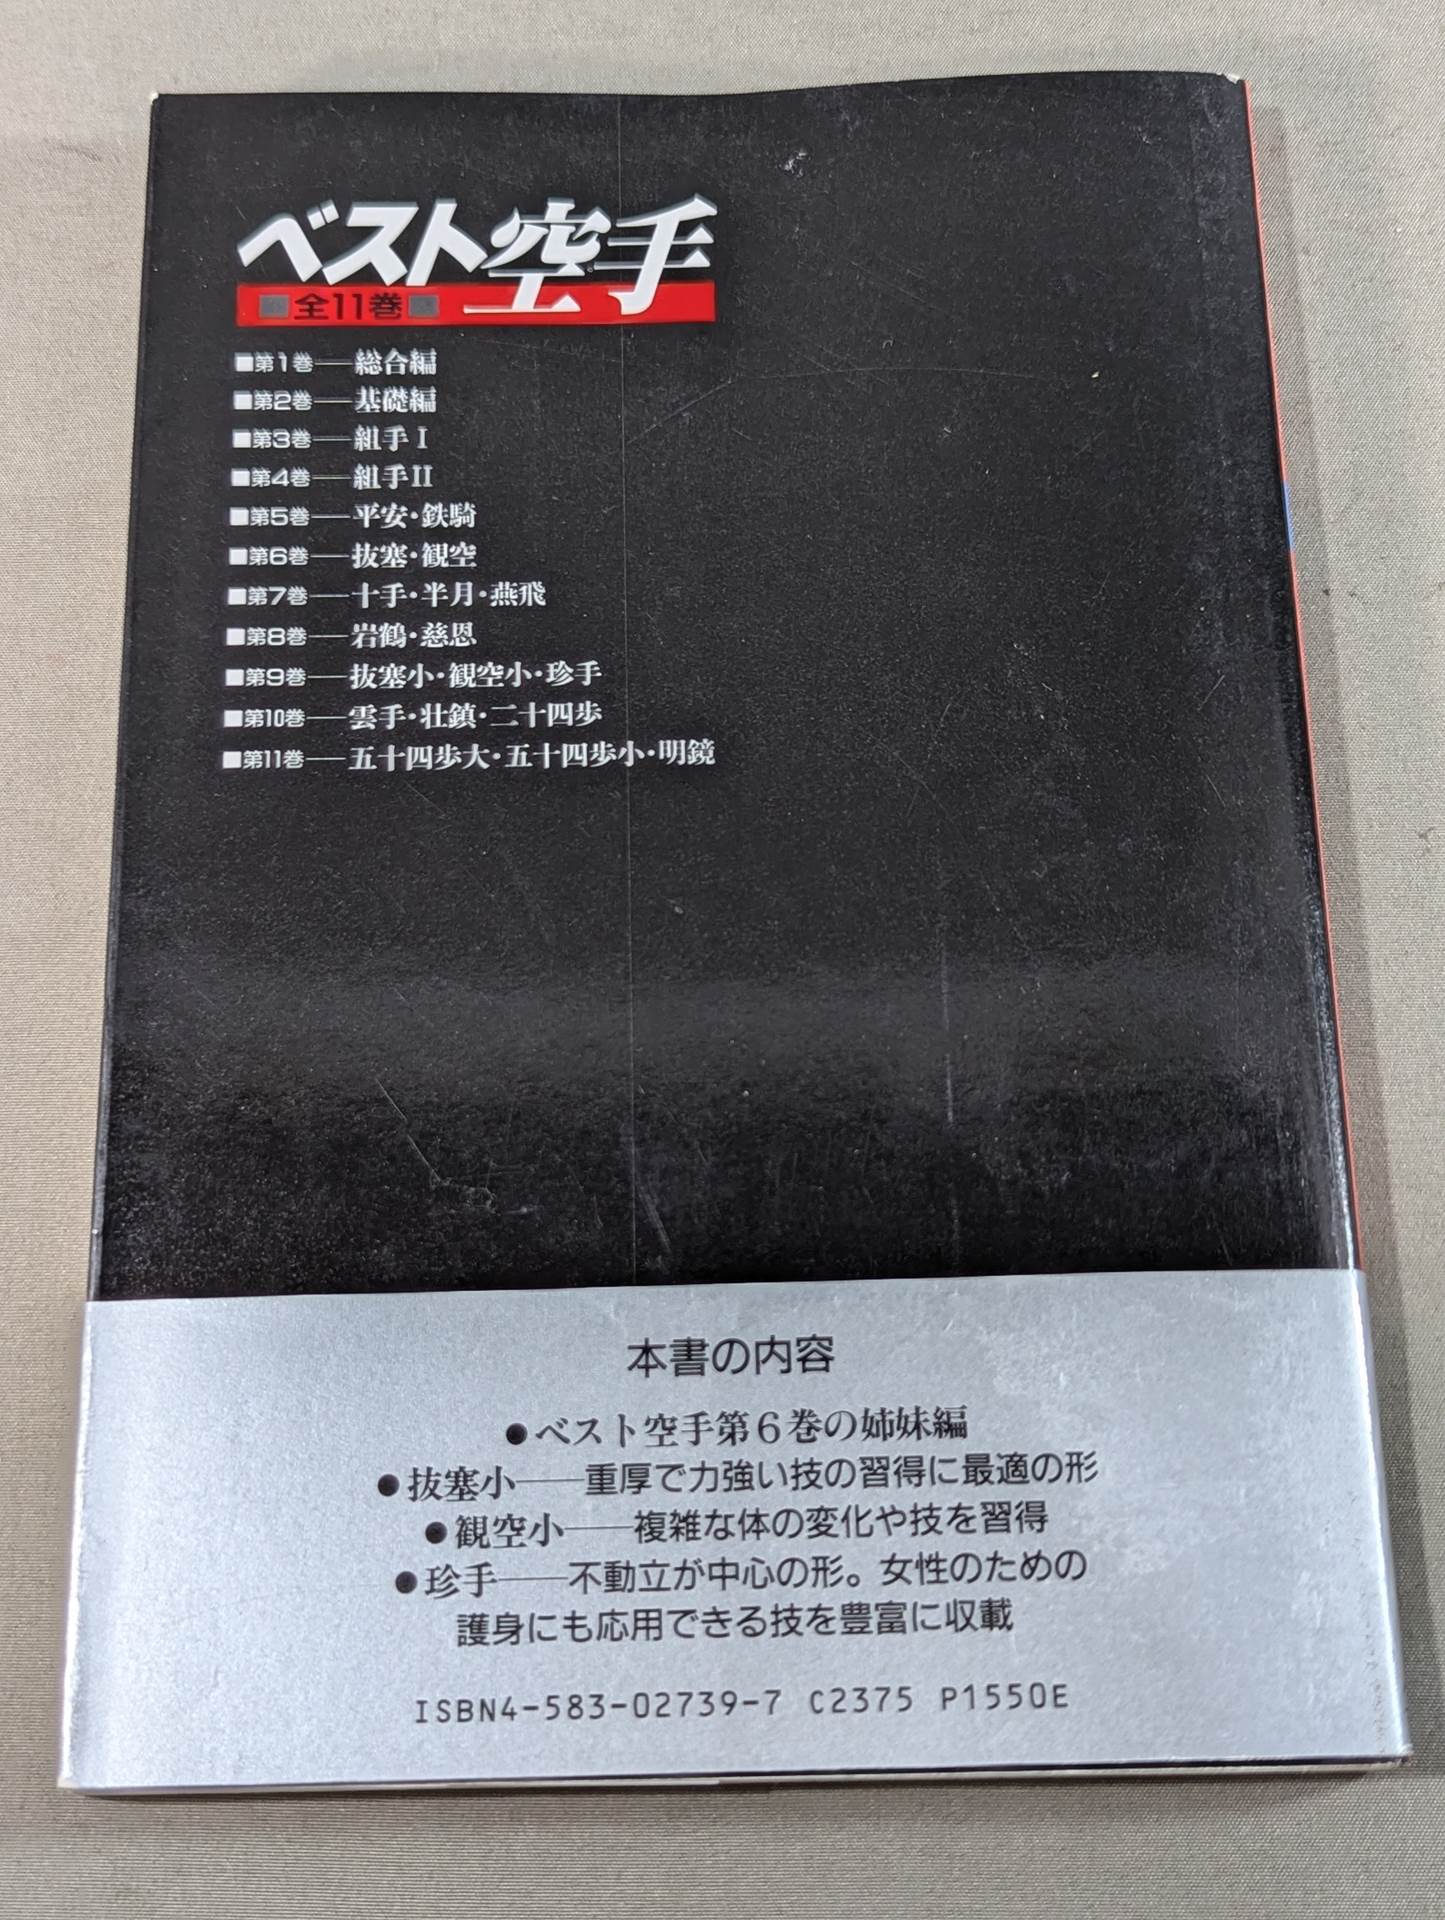 ベスト空手
■全11巻■
■第1巻──総合編
■第2巻──基礎編
■第3巻──組手Ⅰ
■第4巻──組手Ⅱ
■第5巻──平安・鉄騎
■第6巻──抜塞・観空
■第7巻──十手・半月・燕飛
■第8巻──岩鶴・慈恩
■第9巻──抜塞小・観空小・珍手
■第10巻──雲手・壮鎮・二十四歩
■第11巻──五十四歩大・五十四歩小・明鏡
本書の内容
●ベスト空手第6巻の姉妹編
●抜塞小──重厚で力強い技の習得に最適の形
●観空小──複雑な体の変化や技を習得
●珍手──不動立が中心の形。女性のための
護身にも応用できる技を豊富に収載
ISBN4-583-02739-7 C2375 P1550E